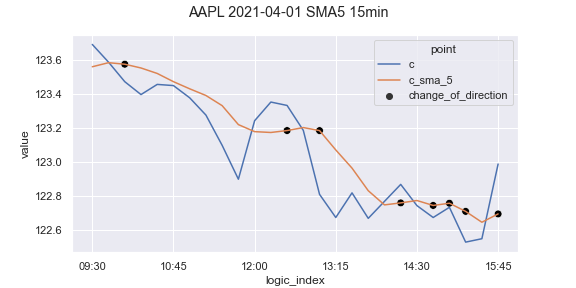 AAPL 2021-04-01 SMA5 15min
point
c
c_sma_5
change_of_direction
value
123.6
123.4
123.2
123.0
122.8
122.6
09:30 10:45 12:00 13:15 14:30 15:45
logic_index